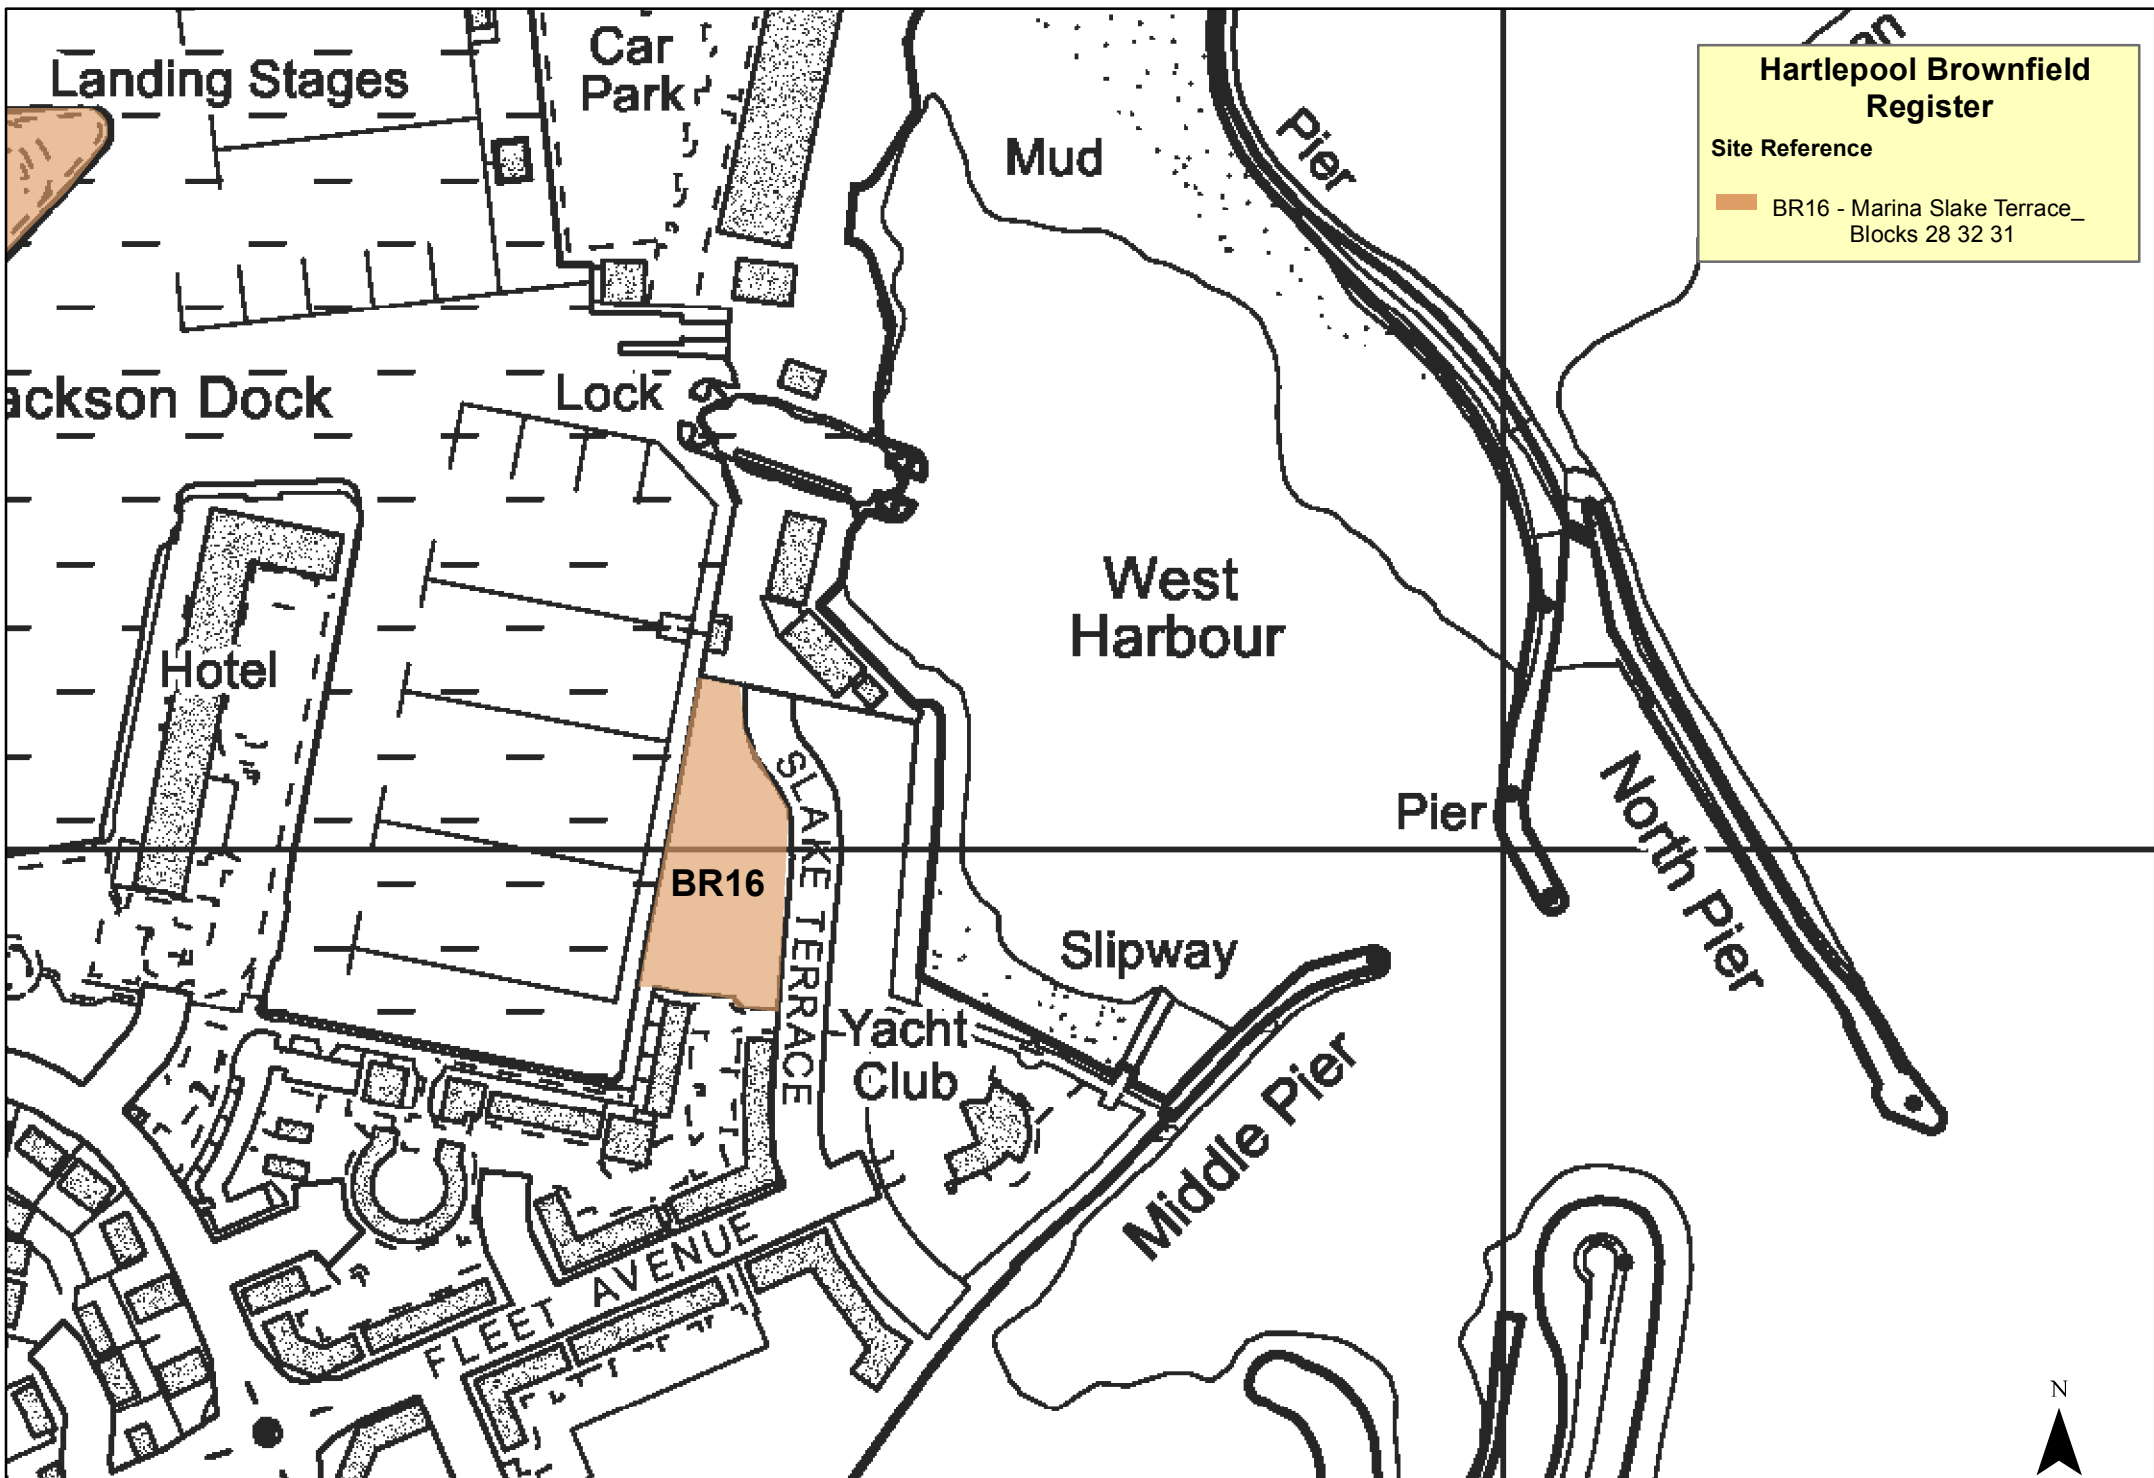 Landing Stages
Car
Park
Mud
Pier
an
Hartlepool Brownfield
Register
Site Reference
BR16 - Marina Slake Terrace_
Blocks 28 32 31
ackson Dock
Lock
West
Harbour
Hotel
SLAKE TERRACE
Pier
North Pier
BR16
Slipway
Yacht
Club
Middle Pier
FLEET AVENUE
N